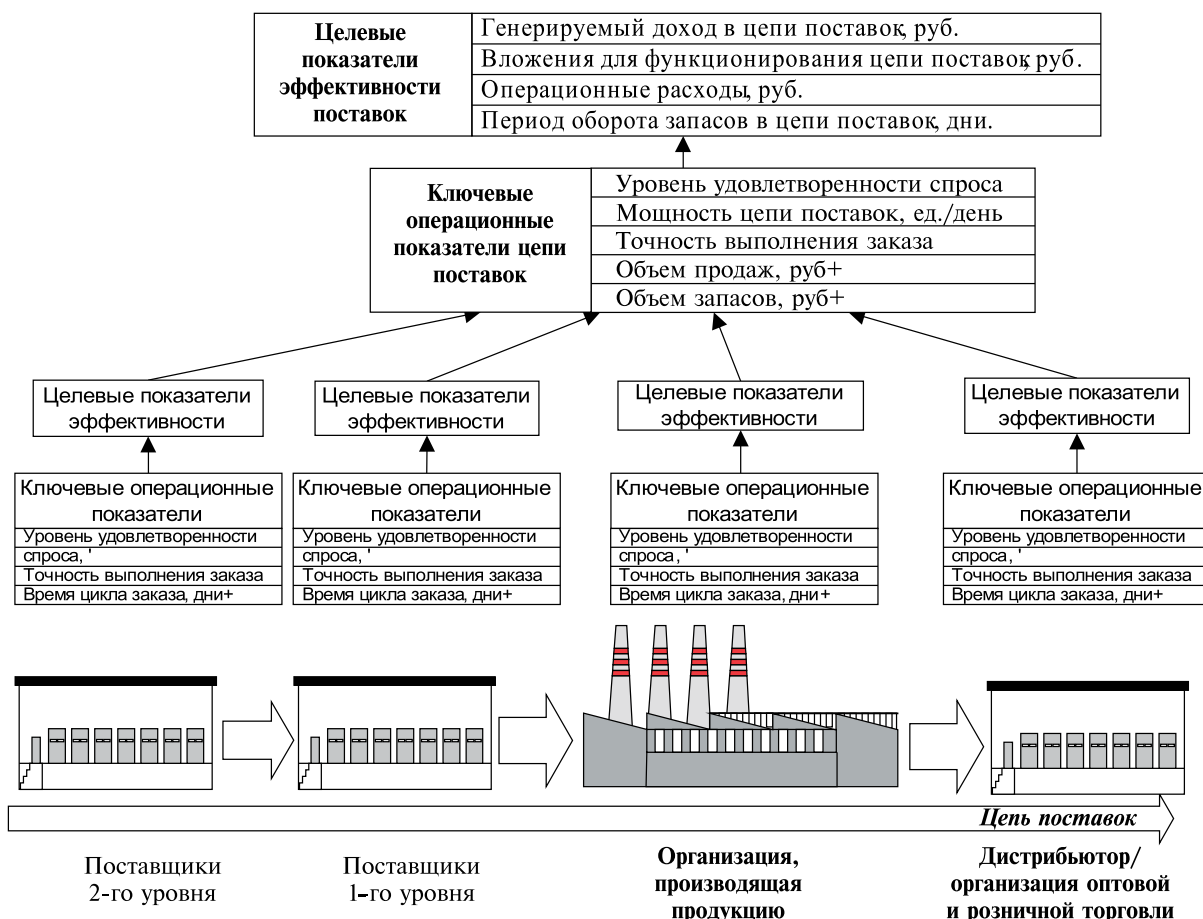 Целевые
показатели
эффективности
поставок
Генерируемый доход в цепи поставок, руб.
Вложения для функционирования цепи поставок, руб.
Операционные расходы, руб.
Период оборота запасов в цепи поставок, дни.
Ключевые
операционные
показатели цепи
поставок
Уровень удовлетворенности спроса
Мощность цепи поставок, ед./день
Точность выполнения заказа
Объем продаж, руб+
Объем запасов, руб+
Целевые показатели
эффективности
Целевые показатели
эффективности
Целевые показатели
эффективности
Целевые показатели
эффективности
Ключевые операционные
показатели
Уровень удовлетворенности
спроса, '
Точность выполнения заказа
Время цикла заказа, дни+
Ключевые операционные
показатели
Уровень удовлетворенности
спроса, '
Точность выполнения заказа
Время цикла заказа, дни+
Ключевые операционные
показатели
Уровень удовлетворенности
спроса, '
Точность выполнения заказа
Время цикла заказа, дни+
Ключевые операционные
показатели
Уровень удовлетворенности
спроса, '
Точность выполнения заказа
Время цикла заказа, дни+
Цепь поставок
Поставщики
2-го уровня
Поставщики
1-го уровня
Организация,
производящая
продукцию
Дистрибьютор/
организация оптовой
и розничной торговли